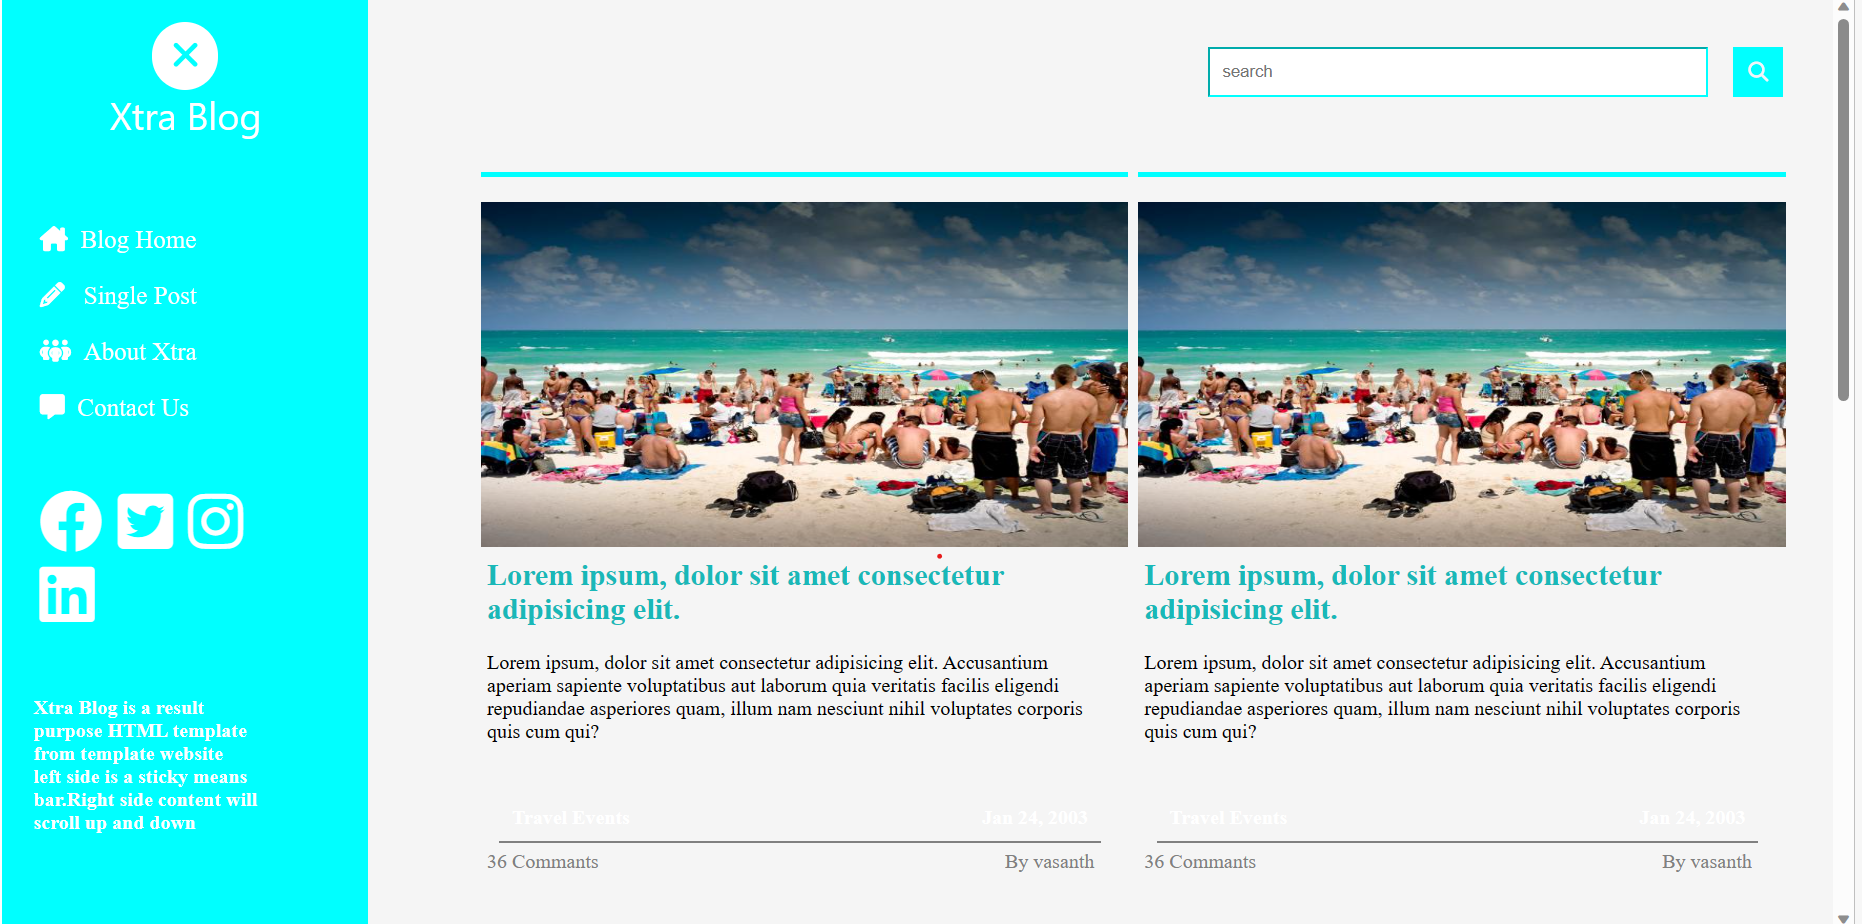 Xtra Blog
search
Blog Home
Single Post
About Xtra
Contact Us
Xtra Blog is a result
purpose HTML template
from template website
left side is a sticky means
bar.Right side content will
scroll up and down
Lorem ipsum, dolor sit amet consectetur
adipisicing elit.
Lorem ipsum, dolor sit amet consectetur adipisicing elit. Accusantium
aperiam sapiente voluptatibus aut laborum quia veritatis facilis eligendi
repudiandae asperiores quam, illum nam nesciunt nihil voluptates corporis
quis cum qui?
Travel Events Jan 24, 2003
36 Commants By vasanth
Lorem ipsum, dolor sit amet consectetur
adipisicing elit.
Lorem ipsum, dolor sit amet consectetur adipisicing elit. Accusantium
aperiam sapiente voluptatibus aut laborum quia veritatis facilis eligendi
repudiandae asperiores quam, illum nam nesciunt nihil voluptates corporis
quis cum qui?
Travel Events Jan 24, 2003
36 Commants By vasanth